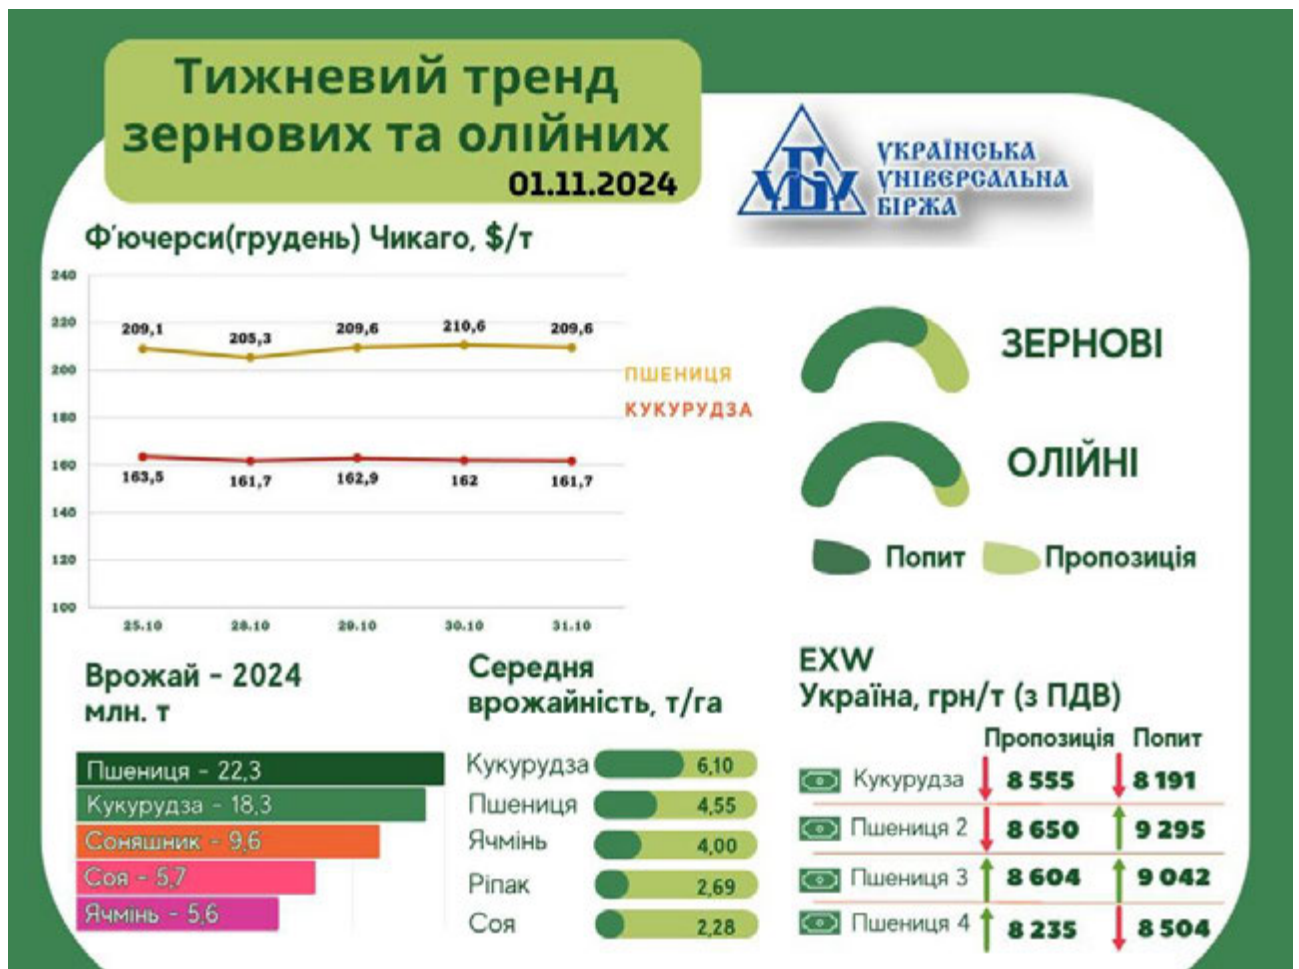 Тижневий тренд
зернових та олійних
01.11.2024
УБУ
УКРАЇНСЬКА
УНІВЕРСАЛЬНА
БІРЖА
Ф'ючерси(грудень) Чикаго, $/т
240
220
200
180
160
140
120
100
209,1
205,3
209,6
210,6
209,6
163,5
161,7
162,9
162
161,7
25.10
28.10
29.10
30.10
31.10
ПШЕНИЦЯ
КУКУРУДЗА
ЗЕРНОВІ
ОЛІЙНІ
Попит Пропозиція
Врожай - 2024
млн. т
Пшениця - 22,3
Кукурудза - 18,3
Соняшник - 9,6
Соя - 5,7
Ячмінь - 5,6
Середня
врожайність, т/га
Кукурудза 6,10
Пшениця 4,55
Ячмінь 4,00
Ріпак 2,69
Соя 2,28
EXW
Україна, грн/т (з ПДВ)
Пропозиція Попит
Кукурудза 8 555 8 191
Пшениця 2 8 650 9 295
Пшениця 3 8 604 9 042
Пшениця 4 8 235 8 504